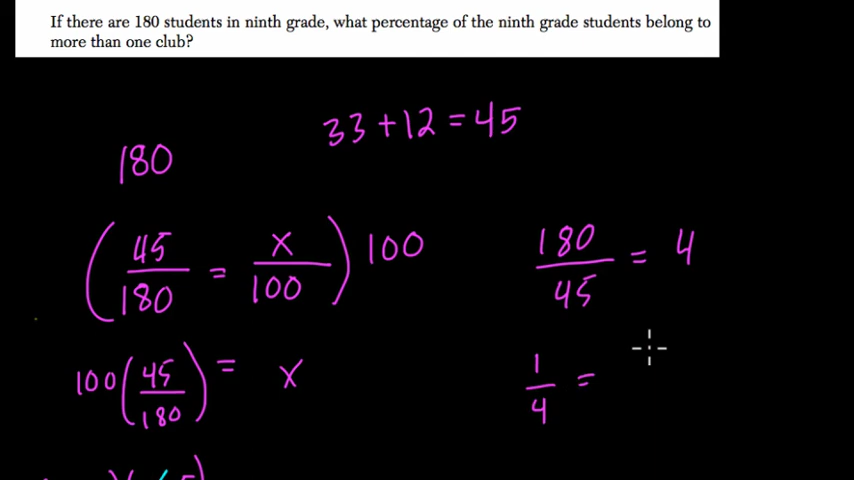 If there are 180 students in ninth grade, what percentage of the ninth grade students belong to
more than one club?
33 + 12 = 45
180
(45/180 = x/100) 100
180/45 = 4
100(45/180) = x
1/4 =